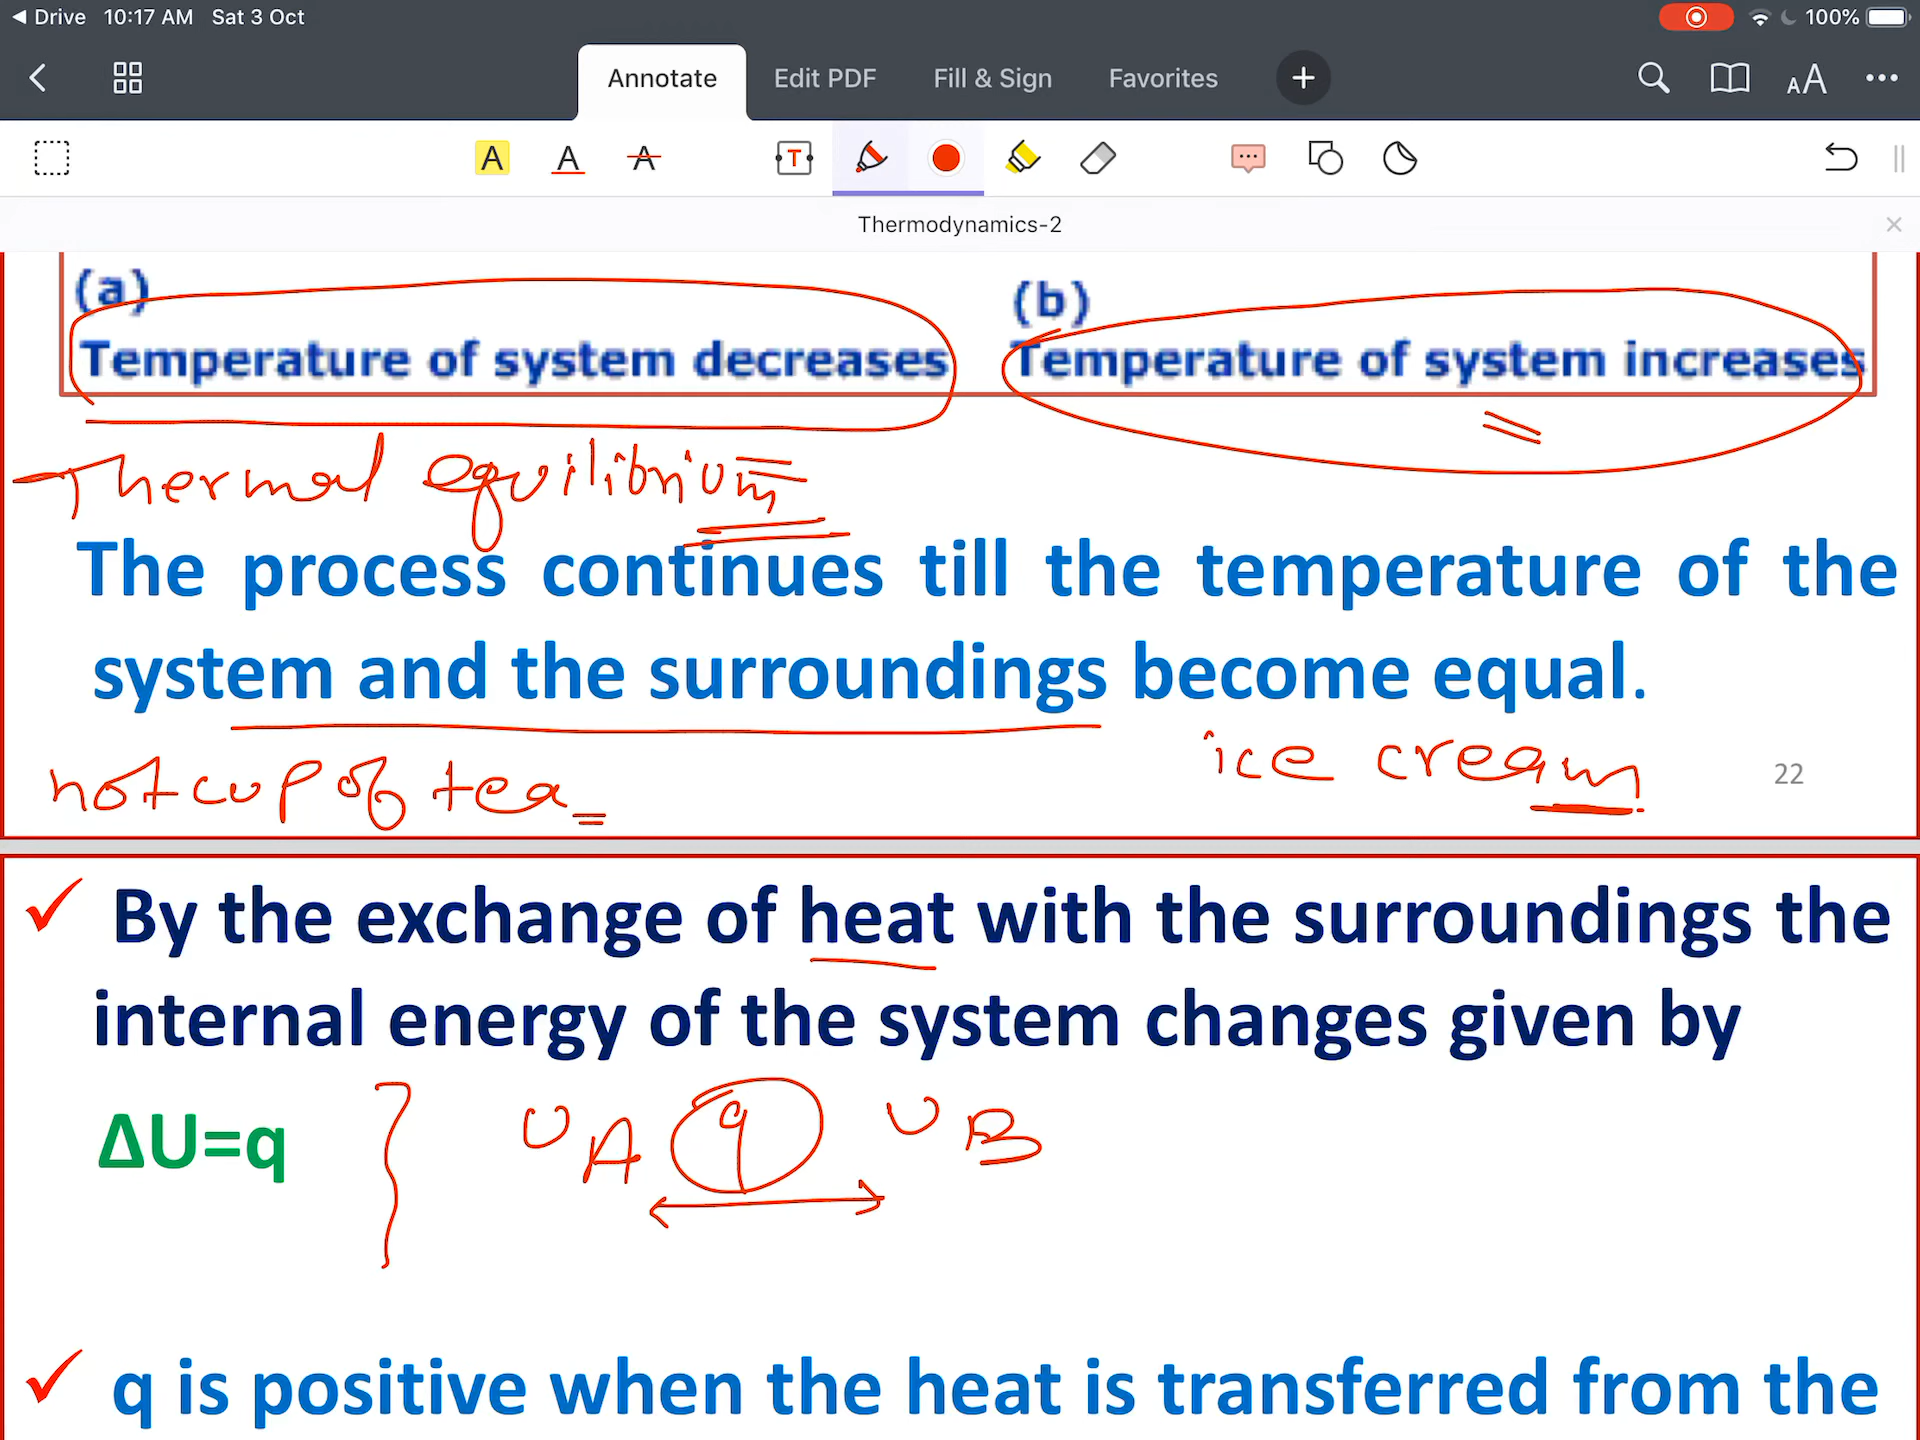 Drive 10:17 AM Sat 3 Oct 100%
Annotate Edit PDF Fill & Sign Favorites
A A A T AA
Thermodynamics-2
(a) (b)
Temperature of system decreases Temperature of system increases
Thermal equilibrium
The process continues till the temperature of the
system and the surroundings become equal.
hot cup of tea ice cream 22
✓ By the exchange of heat with the surroundings the
internal energy of the system changes given by
ΔU=q U A q U B
✓ q is positive when the heat is transferred from the